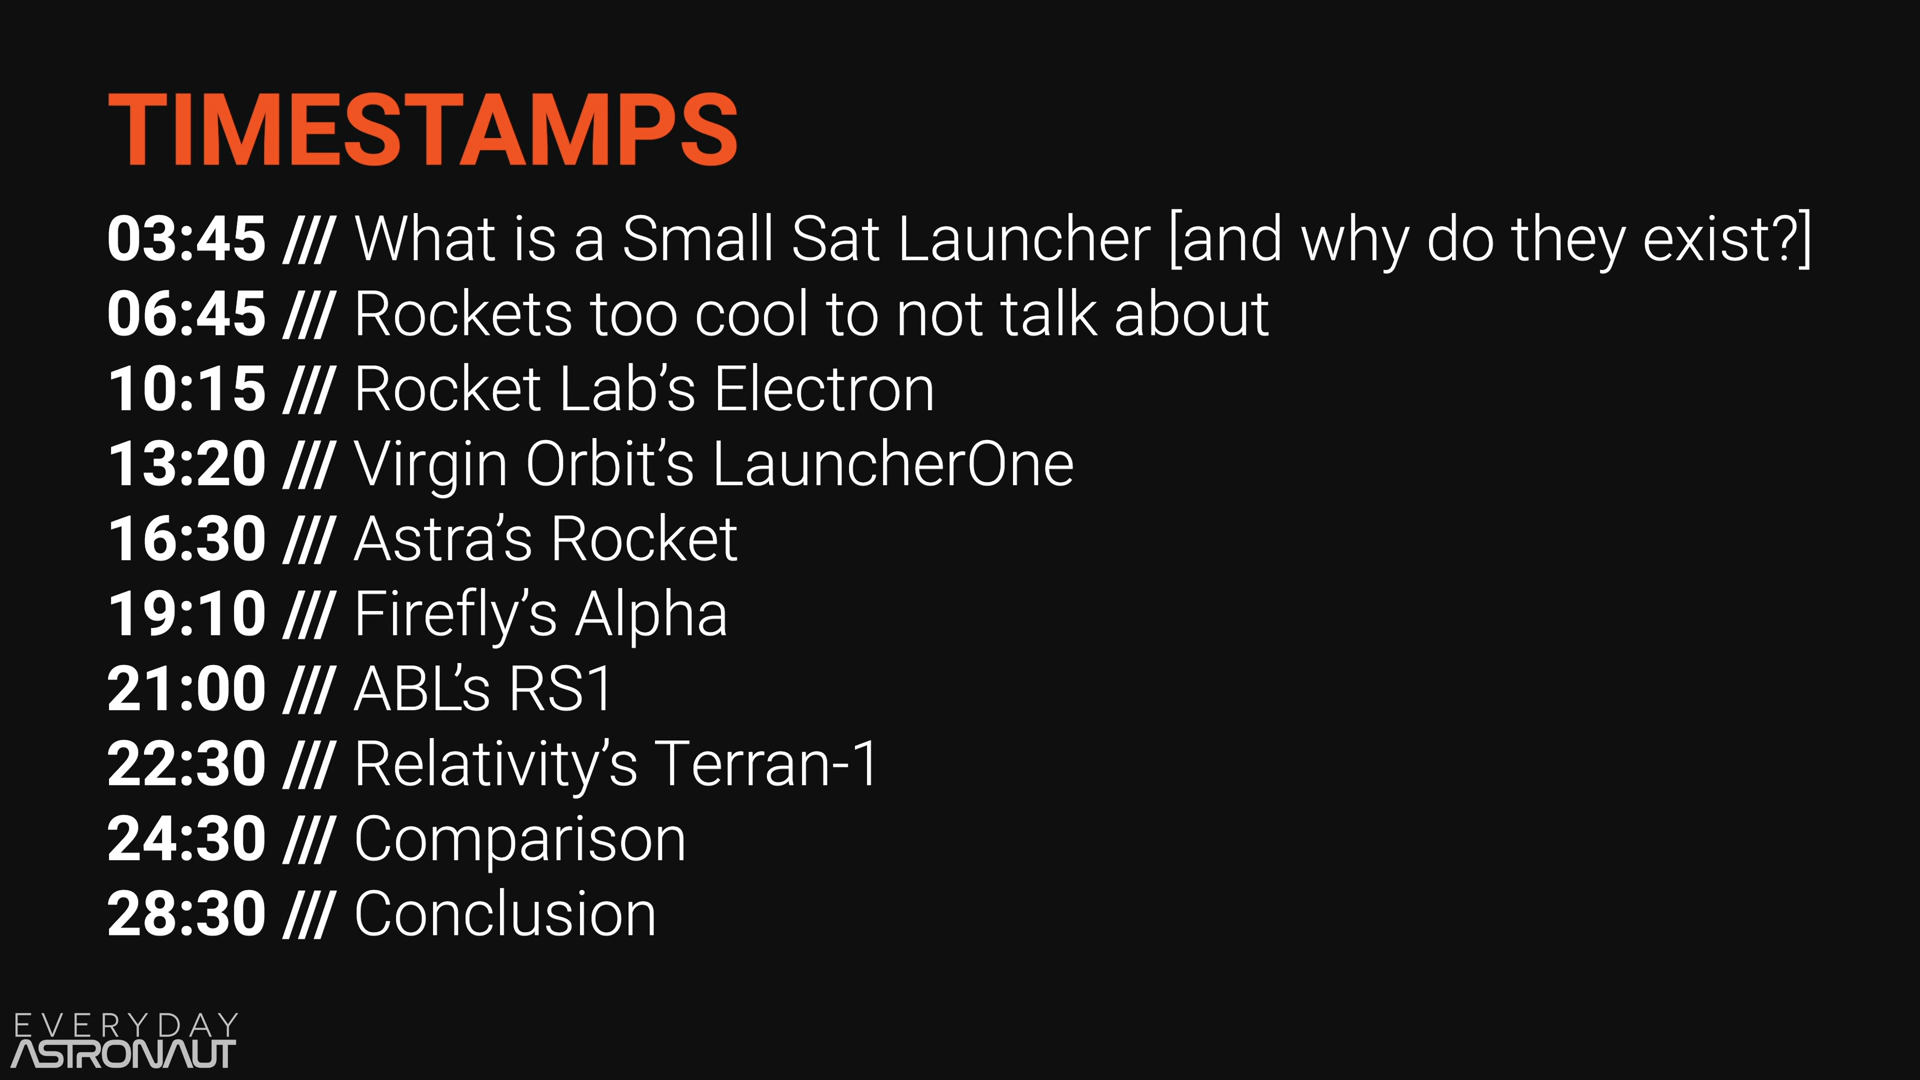 TIMESTAMPS
03:45 /// What is a Small Sat Launcher [and why do they exist?]
06:45 /// Rockets too cool to not talk about
10:15 /// Rocket Lab’s Electron
13:20 /// Virgin Orbit’s LauncherOne
16:30 /// Astra’s Rocket
19:10 /// Firefly’s Alpha
21:00 /// ABL’s RS1
22:30 /// Relativity’s Terran-1
24:30 /// Comparison
28:30 /// Conclusion
EVERYDAY
ASTRONAUT